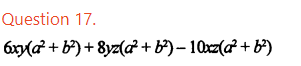 Question 17.
6xy(a² + b²) + 8yz(a² + b²) – 10xz(a² + b²)